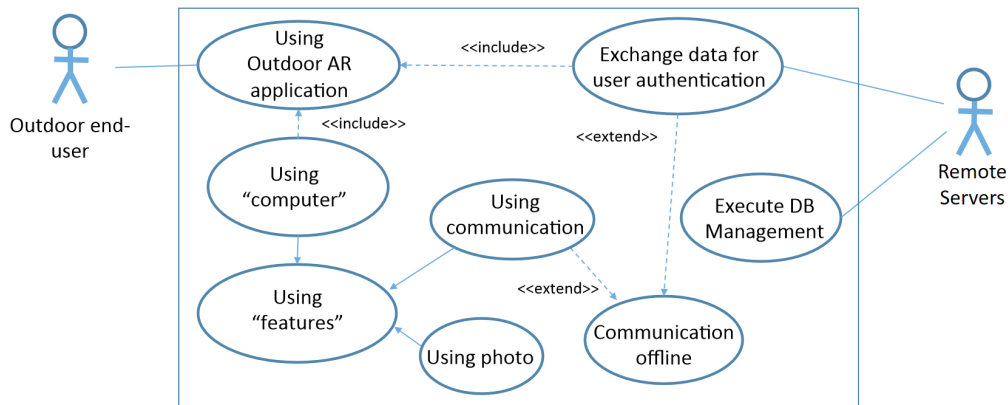 Using
Outdoor AR
application
<<include>>
Exchange data for
user authentication
Outdoor end-
user
<<include>>
<<extend>>
Remote
Servers
Using
“computer”
Using
communication
Execute DB
Management
<<extend>>
Using
“features”
Using photo
Communication
offline